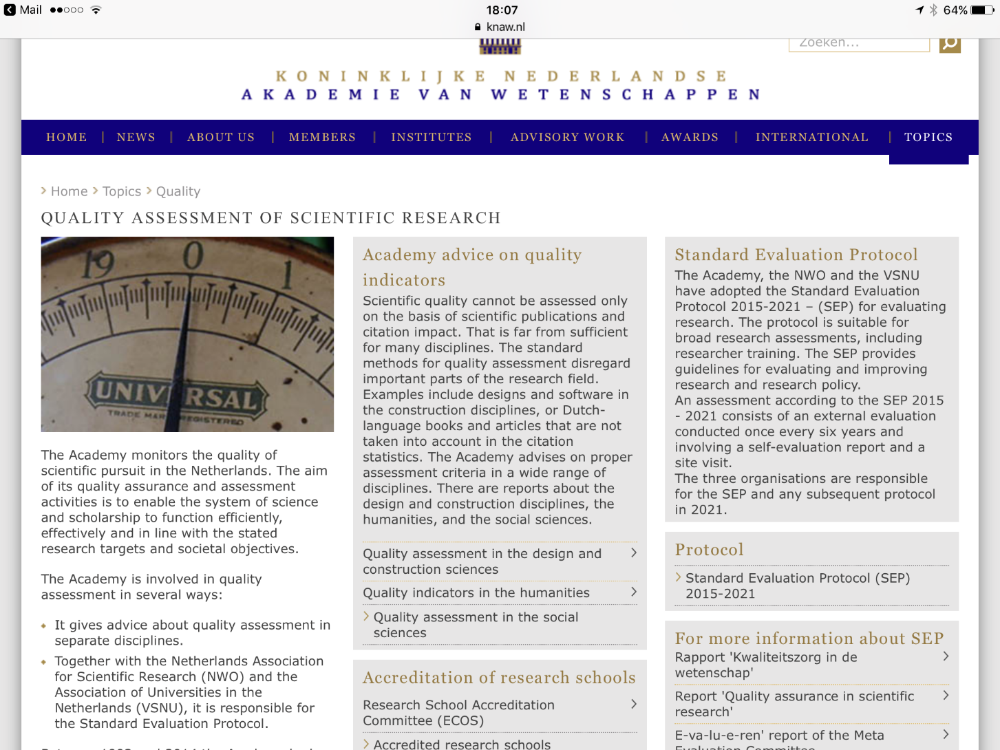 Mail
18:07
64%
knaw.nl
Zoeken...
KONINKLIJKE NEDERLANDSE
AKADEMIE VAN WETENSCHAPPEN
HOME | NEWS | ABOUT US | MEMBERS | INSTITUTES | ADVISORY WORK | AWARDS | INTERNATIONAL | TOPICS
Home > Topics > Quality
QUALITY ASSESSMENT OF SCIENTIFIC RESEARCH
19 0 1
UNIVERSAL
TRADE MARK REGISTERED
The Academy monitors the quality of
scientific pursuit in the Netherlands. The aim
of its quality assurance and assessment
activities is to enable the system of science
and scholarship to function efficiently,
effectively and in line with the stated
research targets and societal objectives.
The Academy is involved in quality
assessment in several ways:
It gives advice about quality assessment in
separate disciplines.
Together with the Netherlands Association
for Scientific Research (NWO) and the
Association of Universities in the
Netherlands (VSNU), it is responsible for
the Standard Evaluation Protocol.
Academy advice on quality
indicators
Scientific quality cannot be assessed only
on the basis of scientific publications and
citation impact. That is far from sufficient
for many disciplines. The standard
methods for quality assessment disregard
important parts of the research field.
Examples include designs and software in
the construction disciplines, or Dutch-
language books and articles that are not
taken into account in the citation
statistics. The Academy advises on proper
assessment criteria in a wide range of
disciplines. There are reports about the
design and construction disciplines, the
humanities, and the social sciences.
Quality assessment in the design and
construction sciences
Quality indicators in the humanities
Quality assessment in the social
sciences
Accreditation of research schools
Research School Accreditation
Committee (ECOS)
Accredited research schools
Standard Evaluation Protocol
The Academy, the NWO and the VSNU
have adopted the Standard Evaluation
Protocol 2015-2021 – (SEP) for evaluating
research. The protocol is suitable for
broad research assessments, including
researcher training. The SEP provides
guidelines for evaluating and improving
research and research policy.
An assessment according to the SEP 2015
- 2021 consists of an external evaluation
conducted once every six years and
involving a self-evaluation report and a
site visit.
The three organisations are responsible
for the SEP and any subsequent protocol
in 2021.
Protocol
Standard Evaluation Protocol (SEP)
2015-2021
For more information about SEP
Rapport 'Kwaliteitszorg in de
wetenschap'
Report 'Quality assurance in scientific
research'
E-va-lu-e-ren' report of the Meta
Evaluation Committee